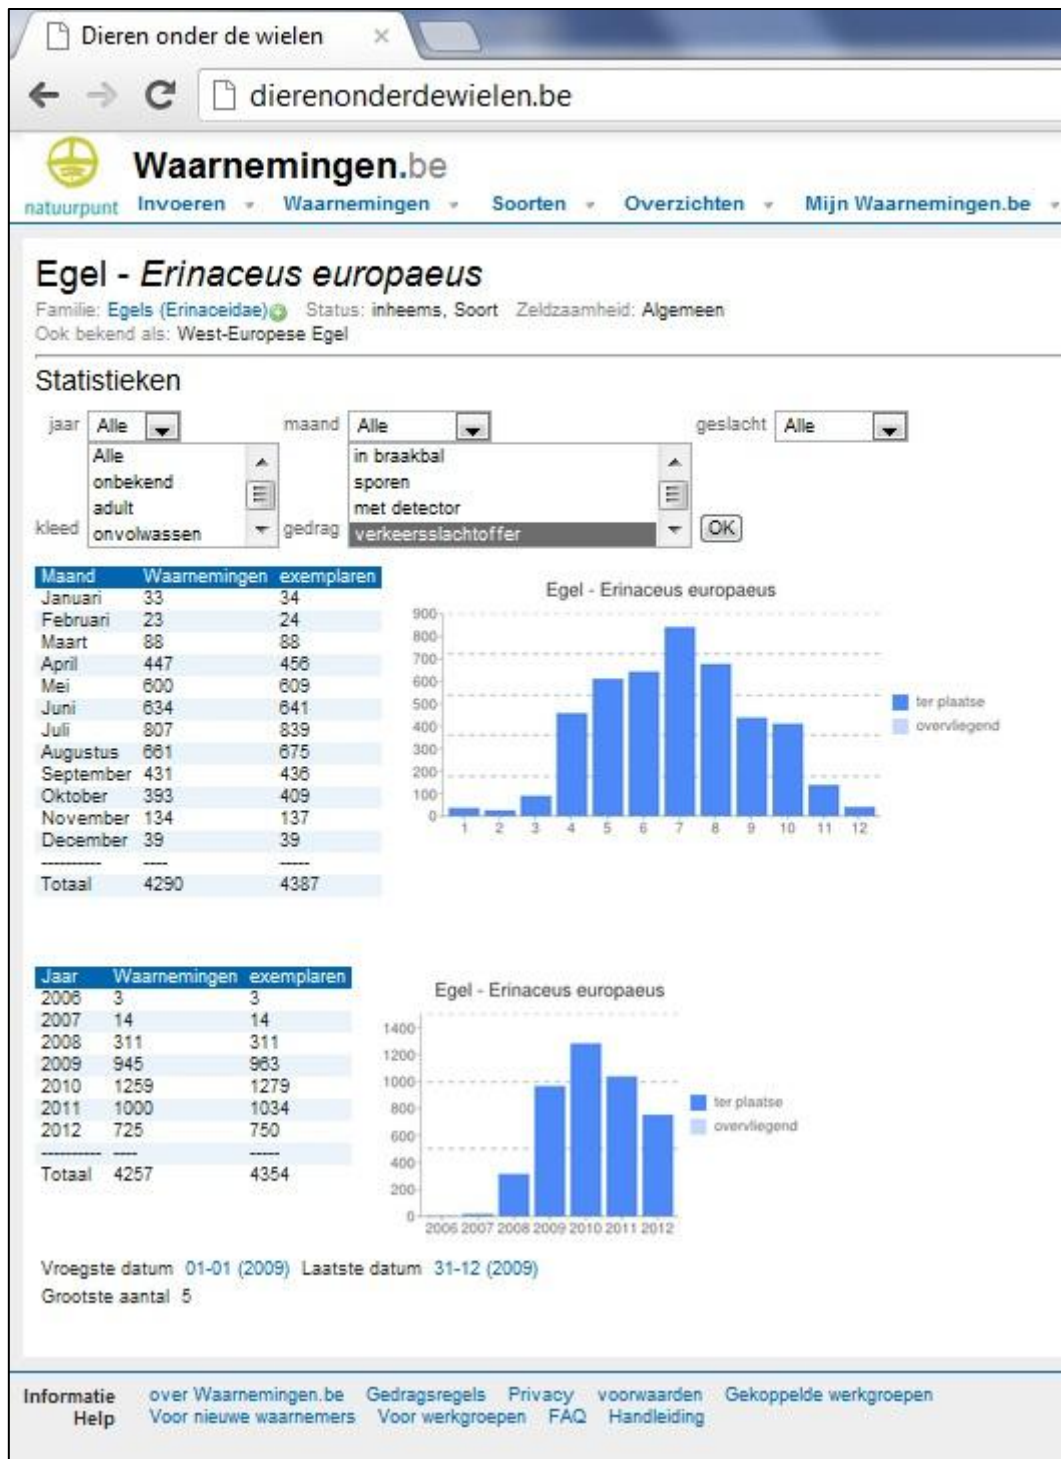 Dieren onder de wielen
dierenonderdewielen.be
natuurpunt
Waarnemingen.be
Invoeren Waarnemingen Soorten Overzichten Mijn Waarnemingen.be
Egel - Erinaceus europaeus
Familie: Egels (Erinaceidae) Status: inheems, Soort Zeldzaamheid: Algemeen
Ook bekend als: West-Europese Egel
Statistieken
jaar Alle maand Alle geslacht Alle
Alle in braakbal
onbekend sporen
adult met detector
kleed onvolwassen gedrag verkeersslachtoffer OK
Maand Waarnemingen exemplaren
Januari 33 34
Februari 23 24
Maart 88 88
April 447 456
Mei 600 609
Juni 634 641
Juli 807 839
Augustus 661 675
September 431 436
Oktober 393 409
November 134 137
December 39 39
---------- ---- -----
Totaal 4290 4387
Egel - Erinaceus europaeus
900
800
700
600
500
400
300
200
100
0
1 2 3 4 5 6 7 8 9 10 11 12
ter plaatse
overvliegend
Jaar Waarnemingen exemplaren
2006 3 3
2007 14 14
2008 311 311
2009 945 963
2010 1259 1279
2011 1000 1034
2012 725 750
---------- ---- -----
Totaal 4257 4354
Egel - Erinaceus europaeus
1400
1200
1000
800
600
400
200
0
2006 2007 2008 2009 2010 2011 2012
ter plaatse
overvliegend
Vroegste datum 01-01 (2009) Laatste datum 31-12 (2009)
Grootste aantal 5
Informatie over Waarnemingen.be Gedragsregels Privacy voorwaarden Gekoppelde werkgroepen
Help Voor nieuwe waarnemers Voor werkgroepen FAQ Handleiding